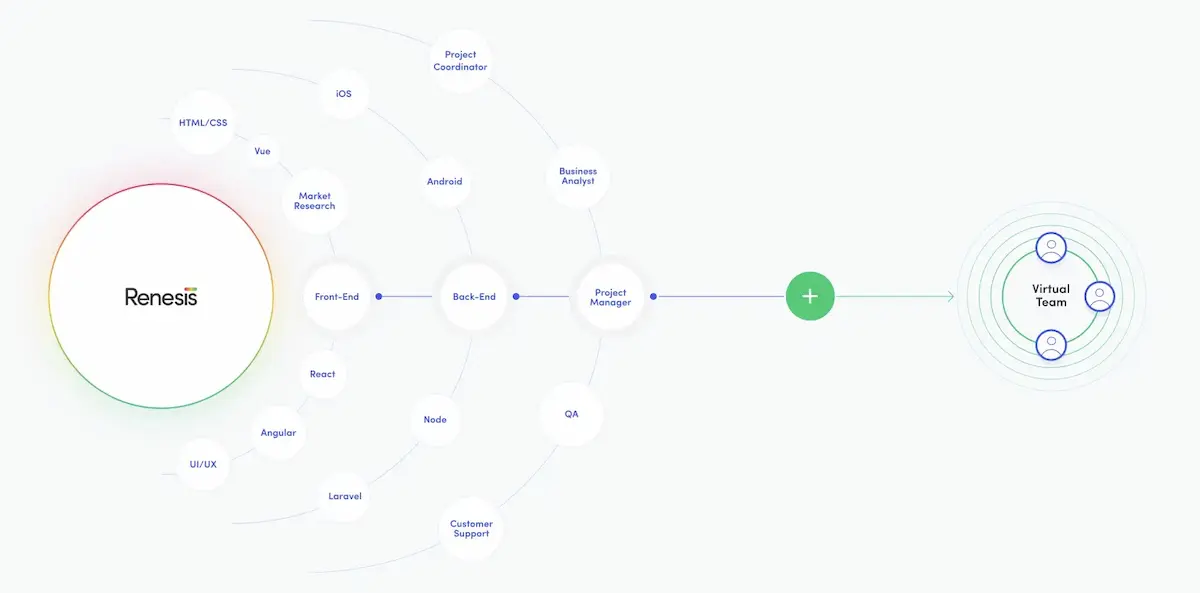 Project
Coordinator
iOS
HTML/CSS
Vue
Android
Business
Analyst
Market
Research
Renesis
Front-End
Back-End
Project
Manager
+
Virtual
Team
React
Node
QA
Angular
UI/UX
Laravel
Customer
Support